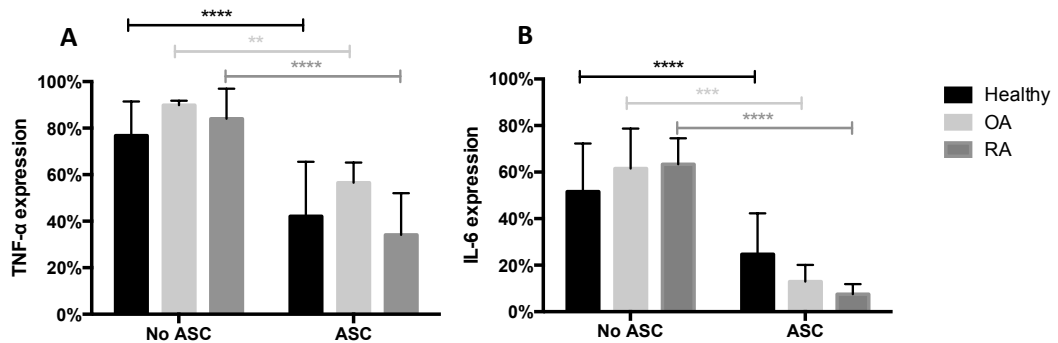 A
****
**
****
TNF-α expression
100%
80%
60%
40%
20%
0%
No ASC
ASC
B
****
***
****
IL-6 expression
100%
80%
60%
40%
20%
0%
No ASC
ASC
Healthy
OA
RA